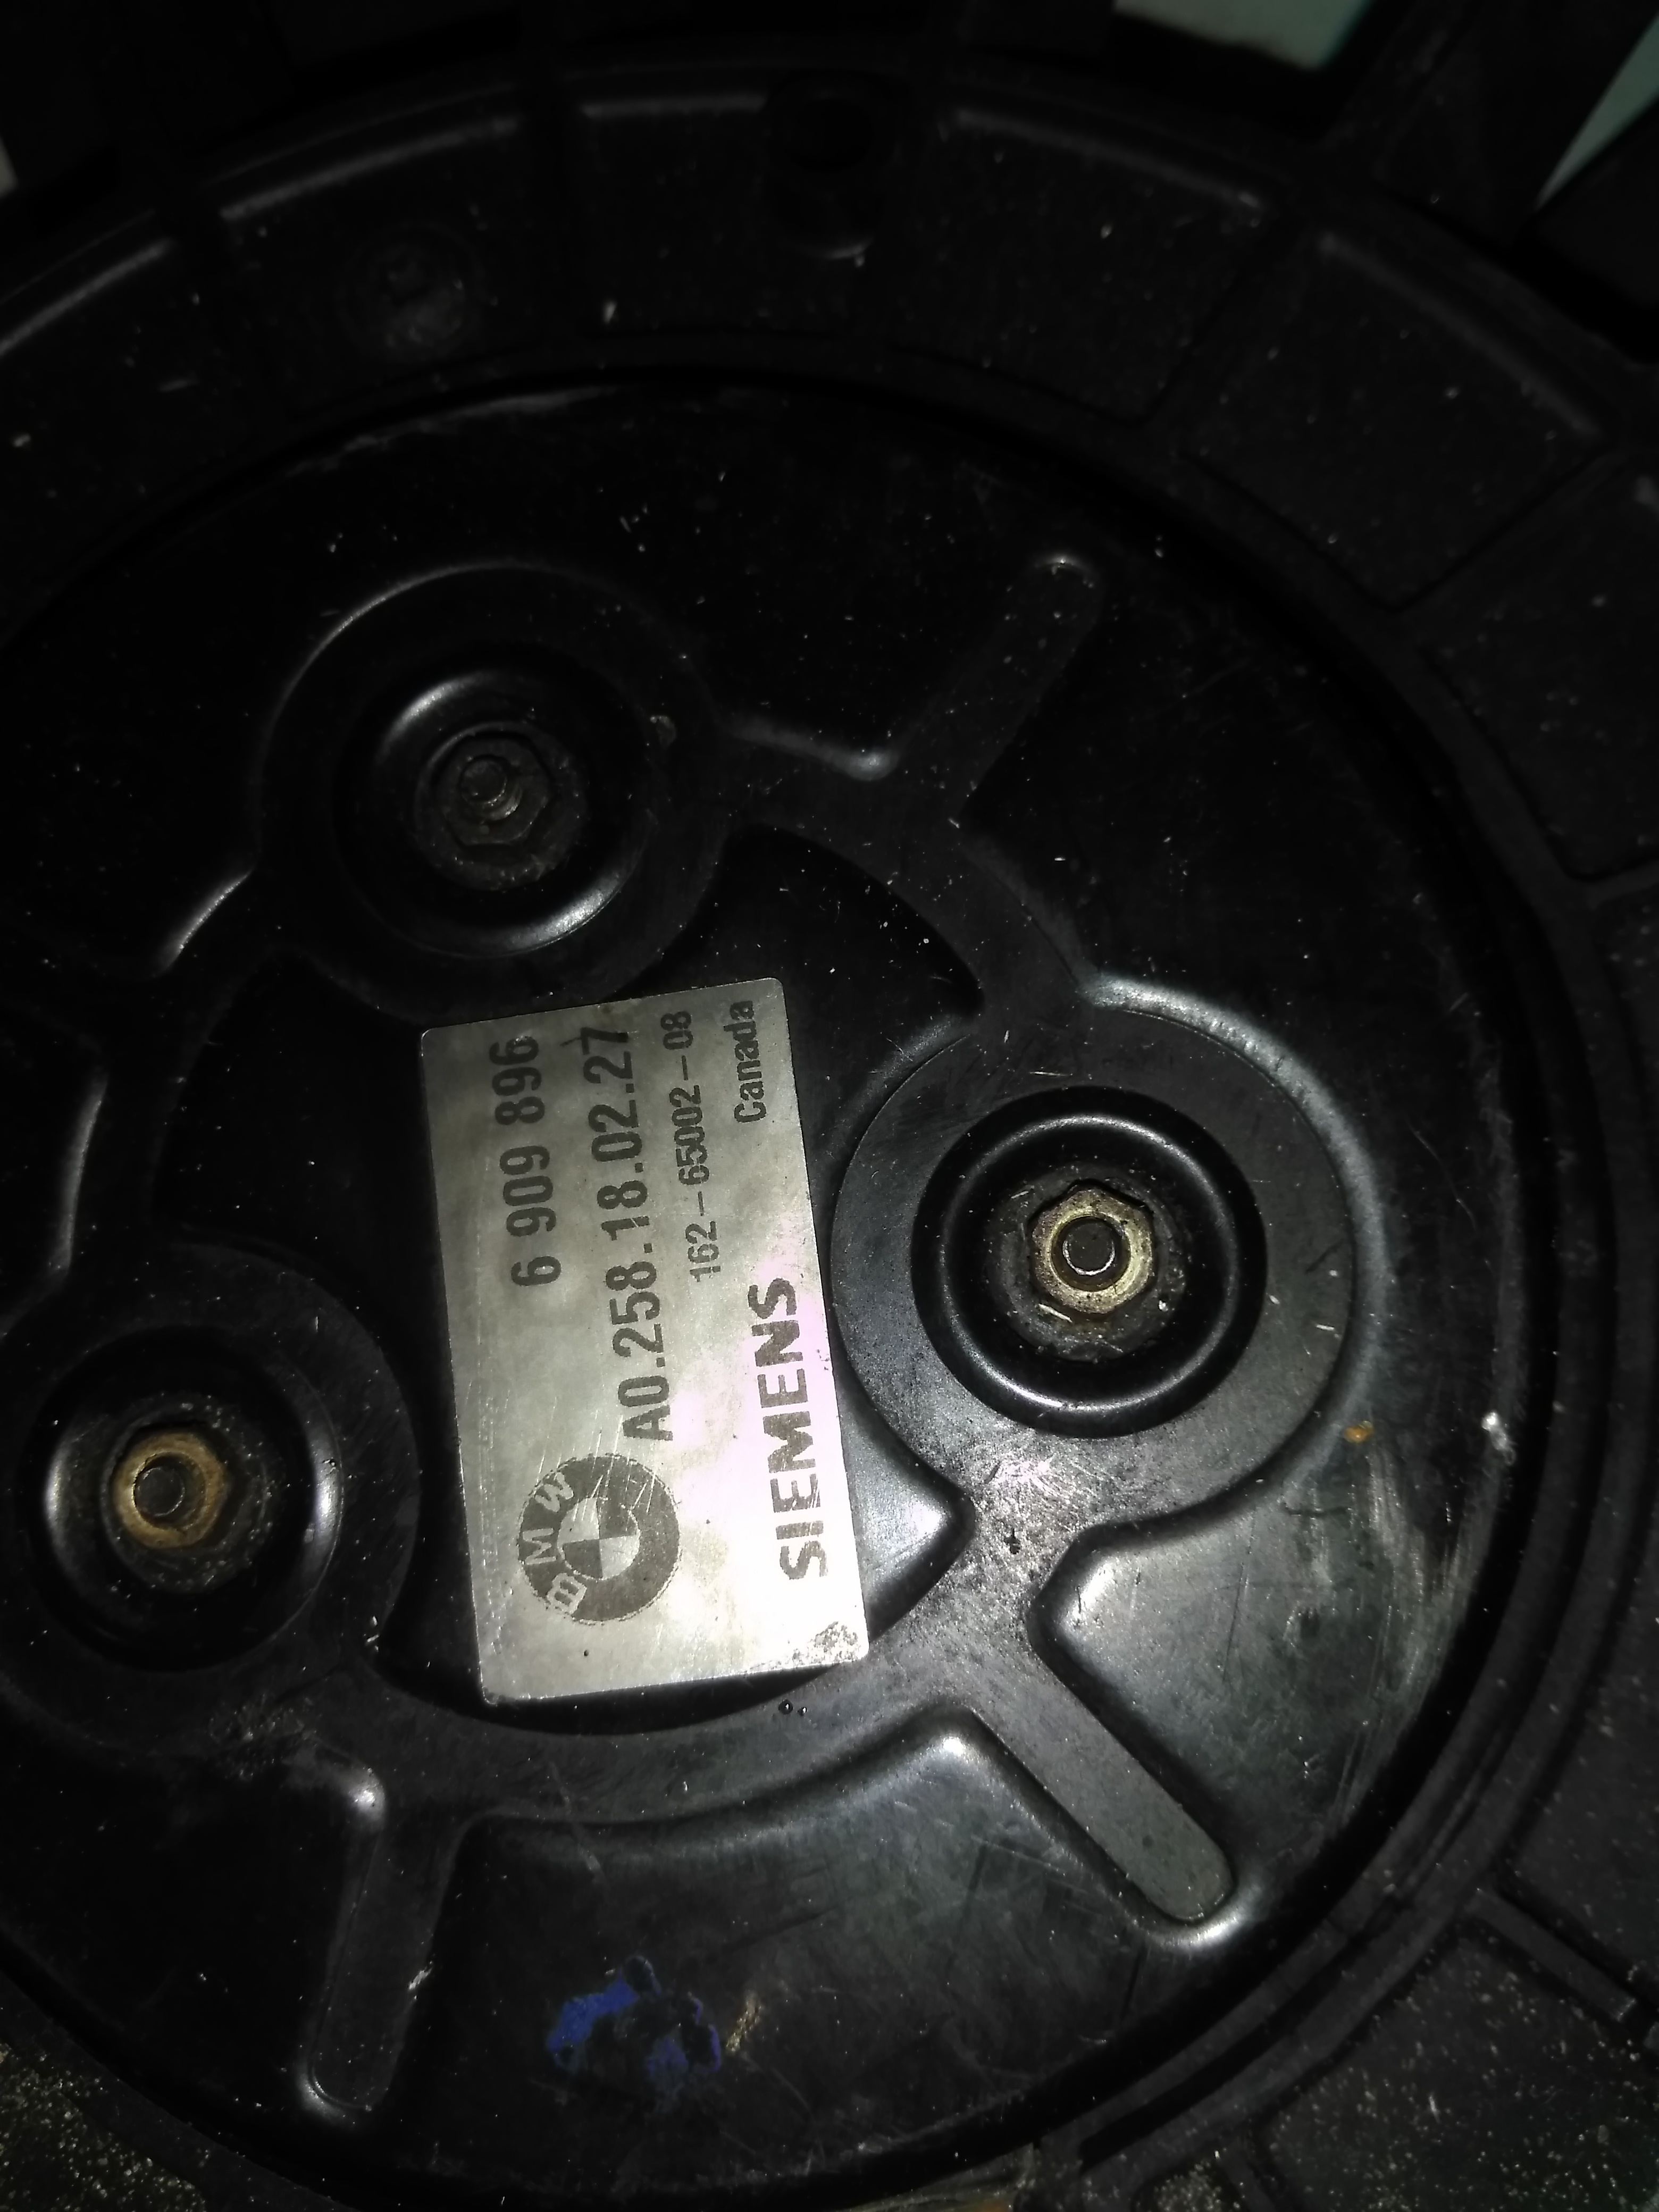 6 909 896
A0.258.18.02.27
162–65002–08
BMW
SIEMENS
Canada